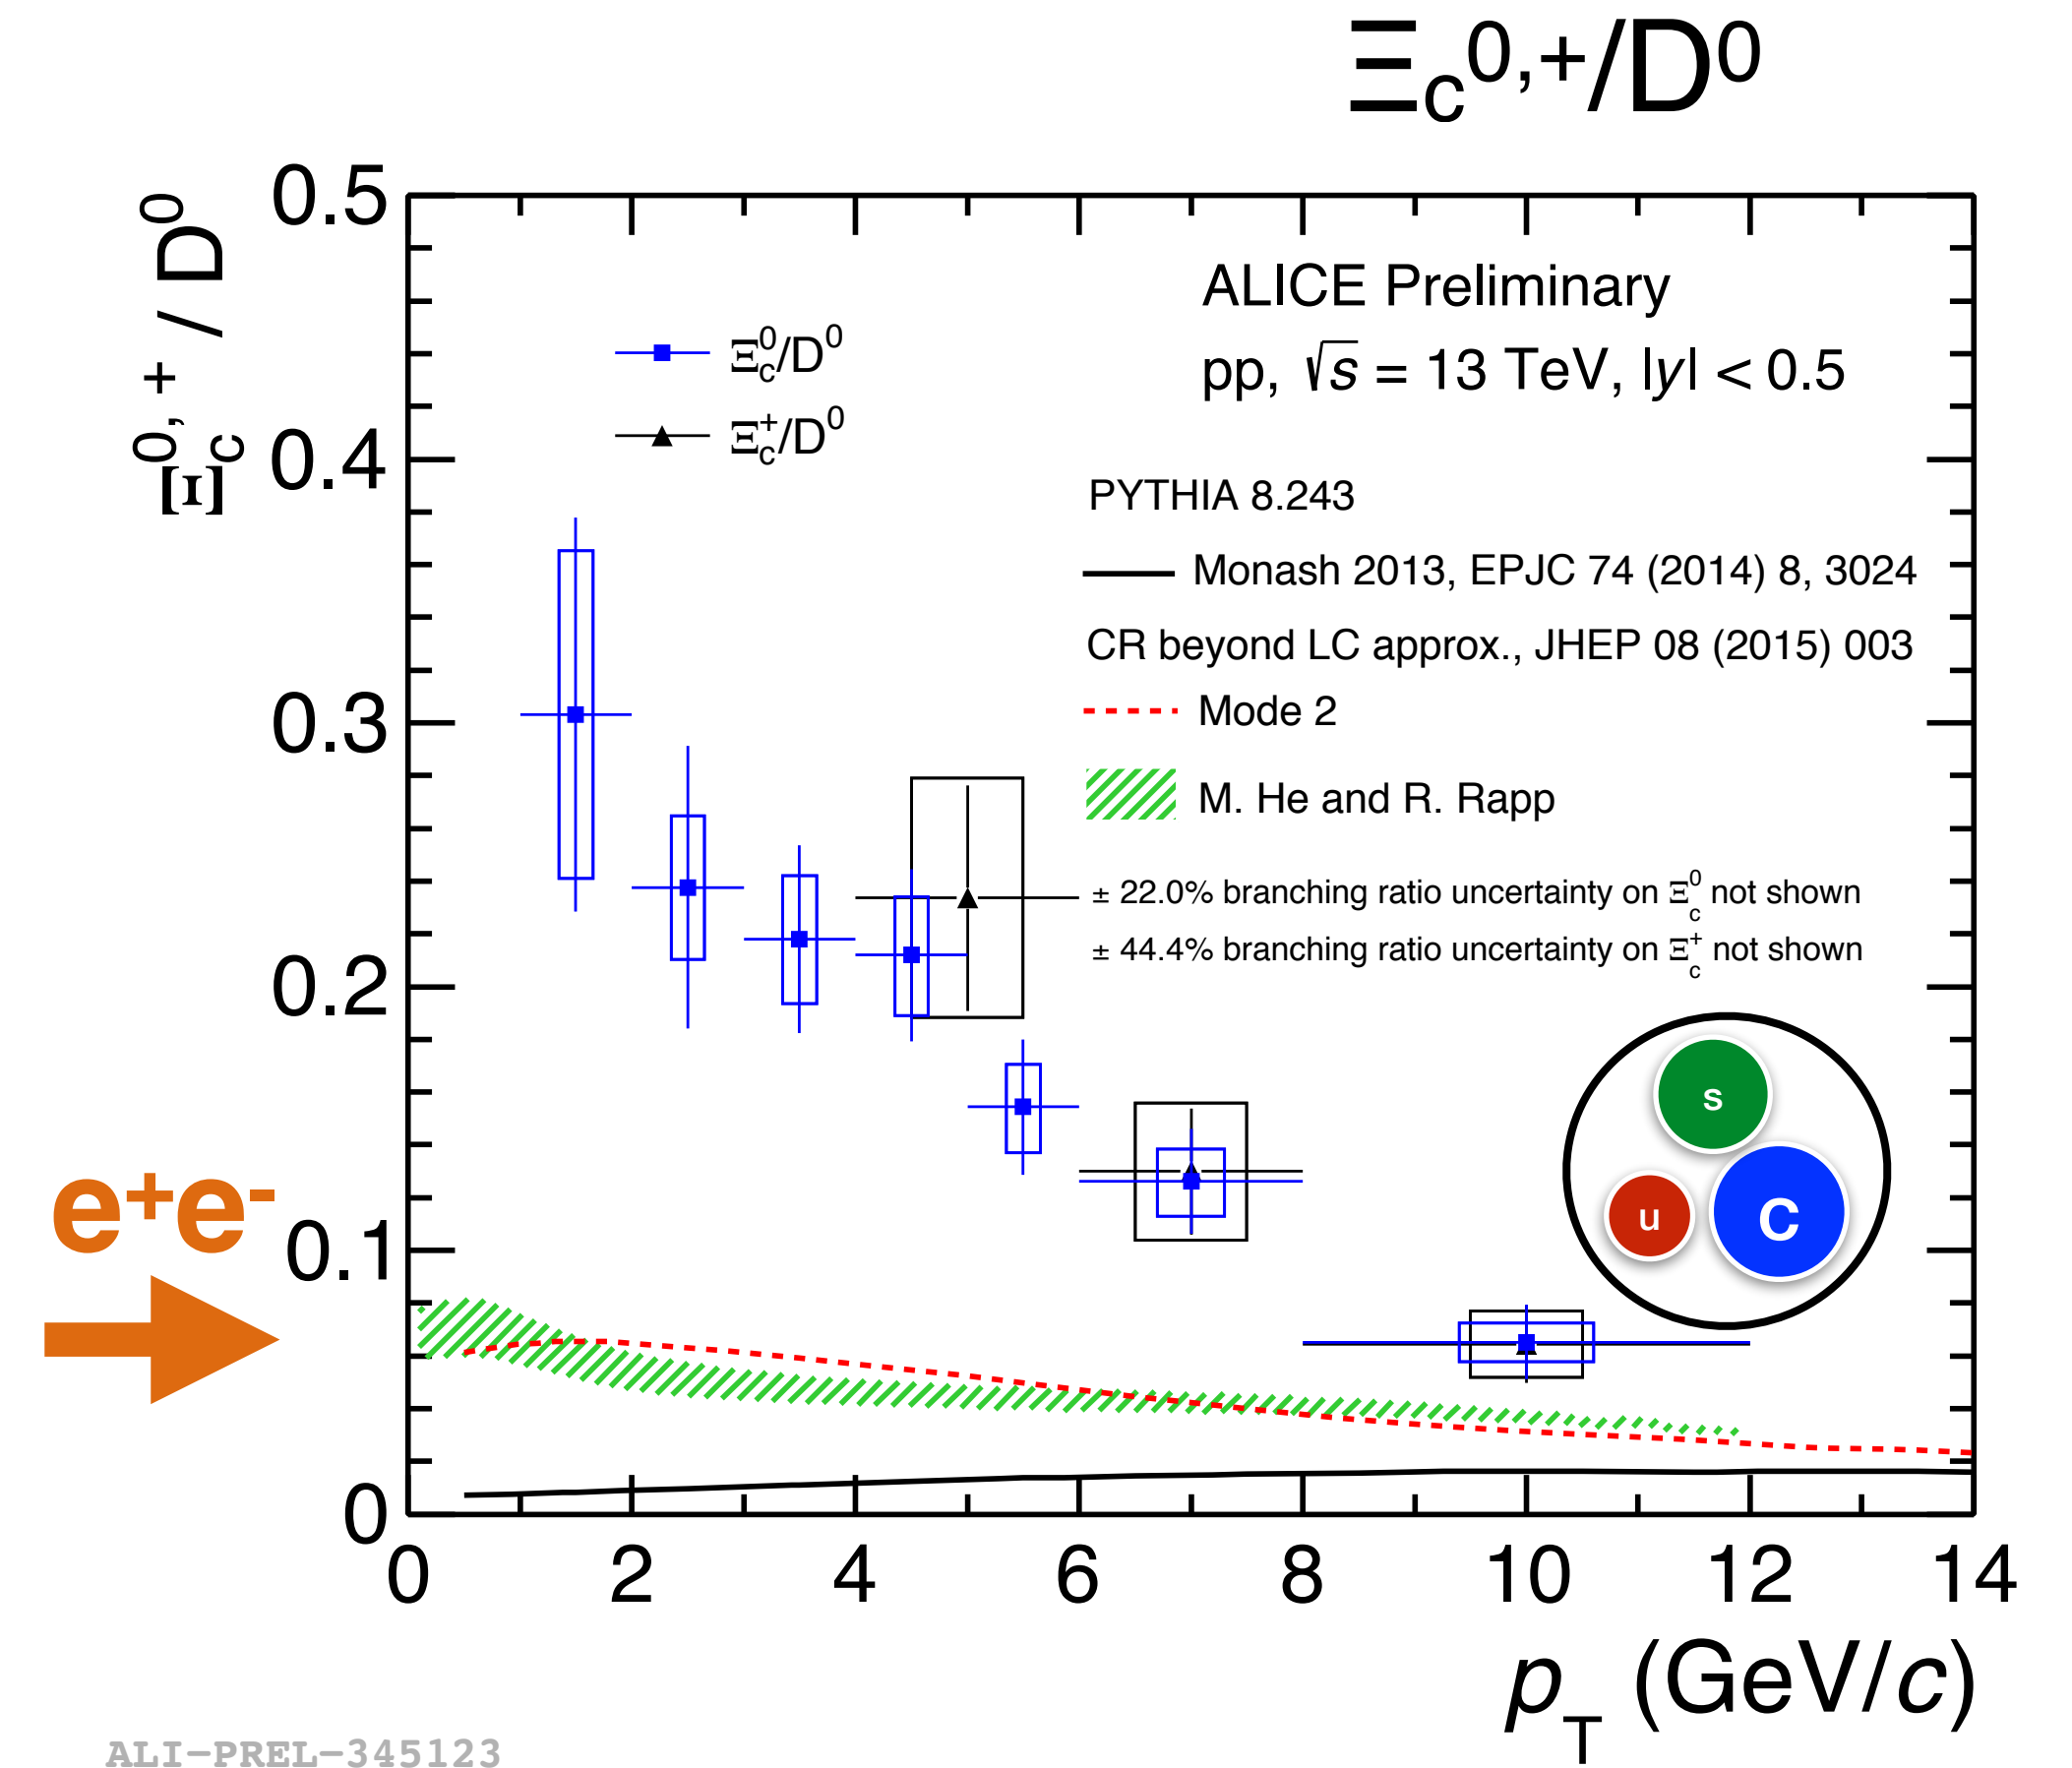 Ξc0,+/D0
Ξc0,+ / D0
0.5
0.4
0.3
0.2
0.1
0
ALICE Preliminary
pp, √s = 13 TeV, |y| < 0.5
Ξc0/D0
Ξc+/D0
PYTHIA 8.243
Monash 2013, EPJC 74 (2014) 8, 3024
CR beyond LC approx., JHEP 08 (2015) 003
Mode 2
M. He and R. Rapp
± 22.0% branching ratio uncertainty on Ξc0 not shown
± 44.4% branching ratio uncertainty on Ξc+ not shown
s
u
C
e+e-
0 2 4 6 8 10 12 14
pT (GeV/c)
ALI-PREL-345123